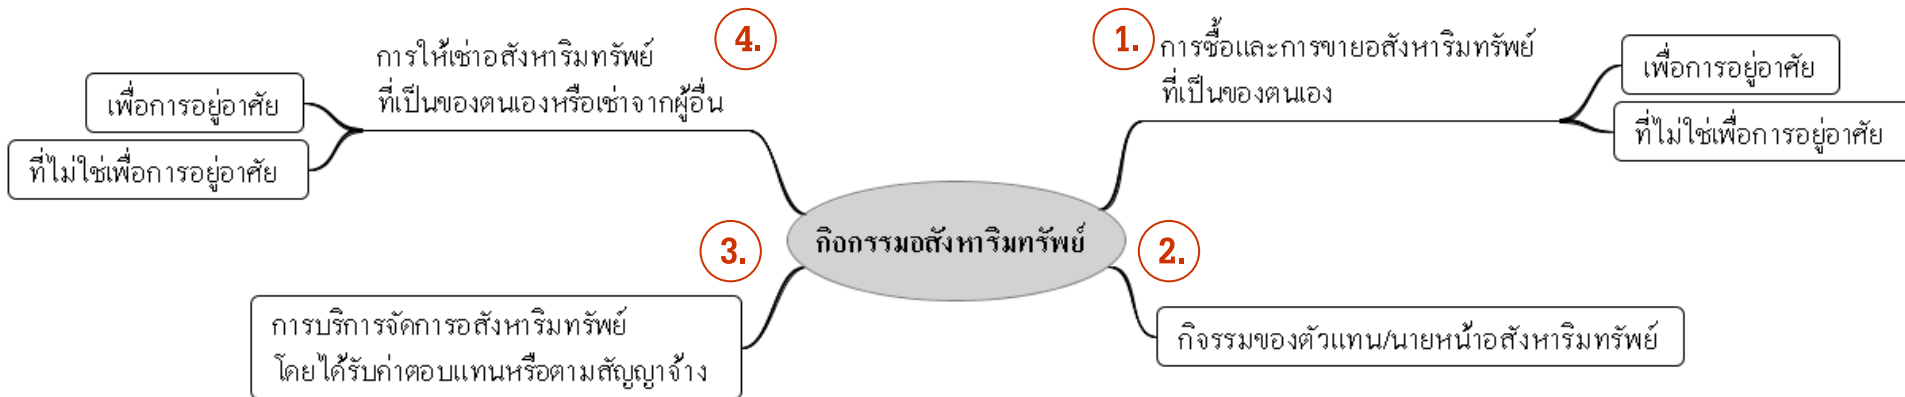 1.
การซื้อและการขายอสังหาริมทรัพย์
ที่เป็นของตนเอง
เพื่อการอยู่อาศัย
ที่ไม่ใช่เพื่อการอยู่อาศัย
2.
กิจรรมของตัวแทน/นายหน้าอสังหาริมทรัพย์
3.
การบริการจัดการอสังหาริมทรัพย์
โดยได้รับค่าตอบแทนหรือตามสัญญาจ้าง
4.
การให้เช่าอสังหาริมทรัพย์
ที่เป็นของตนเองหรือเช่าจากผู้อื่น
เพื่อการอยู่อาศัย
ที่ไม่ใช่เพื่อการอยู่อาศัย
กิจกรรมอสังหาริมทรัพย์